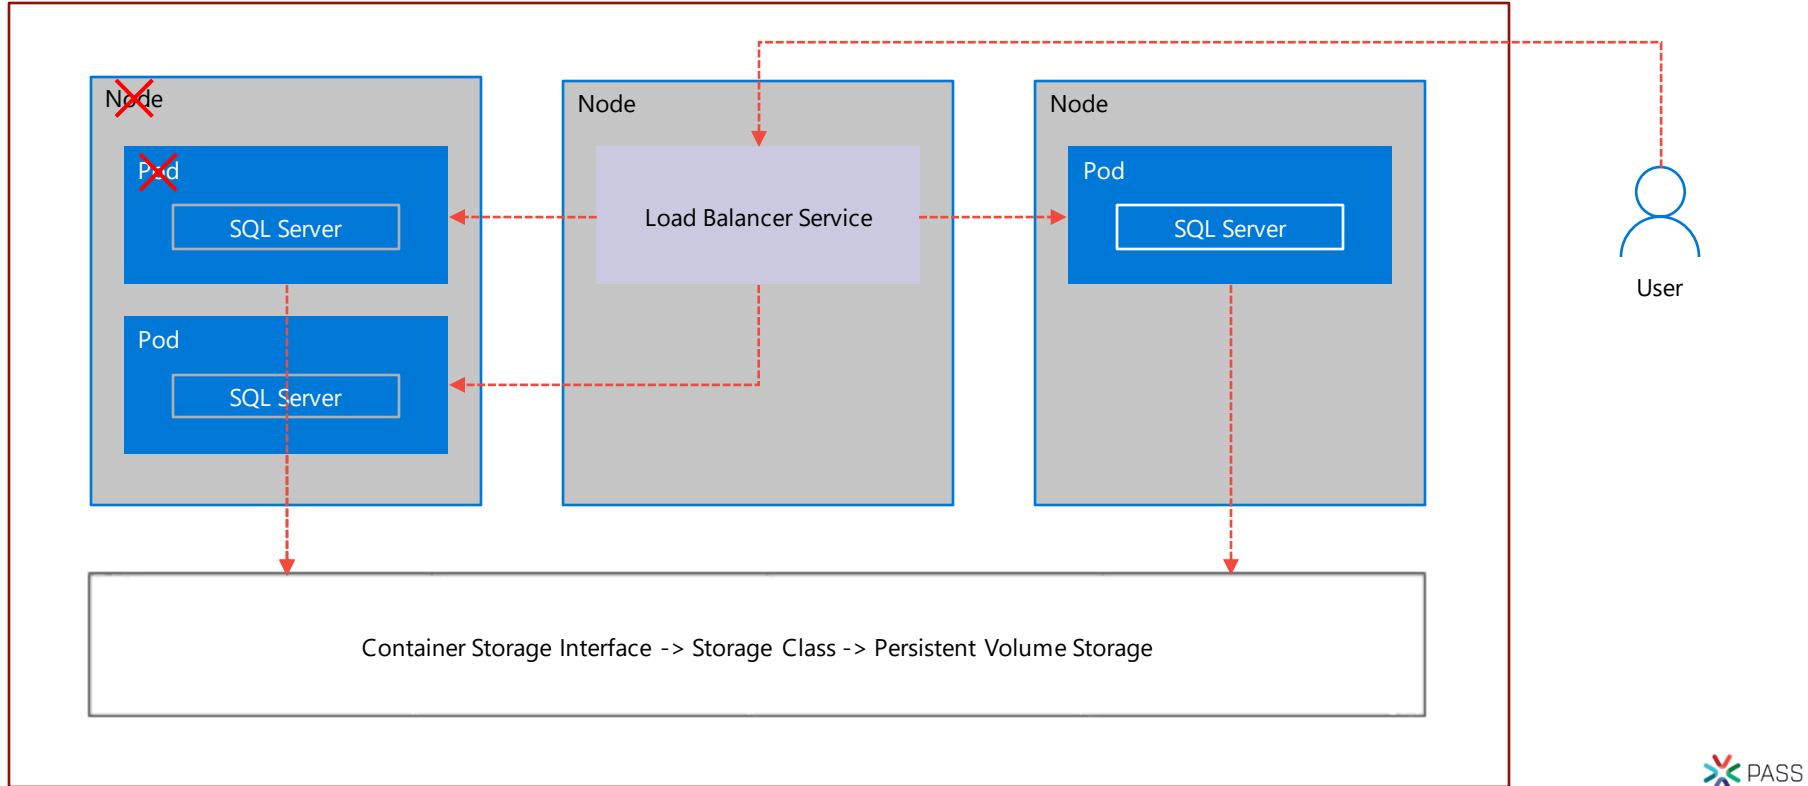 Node
Pod
SQL Server
Pod
SQL Server
Node
Load Balancer Service
Node
Pod
SQL Server
User
Container Storage Interface -> Storage Class -> Persistent Volume Storage
PASS